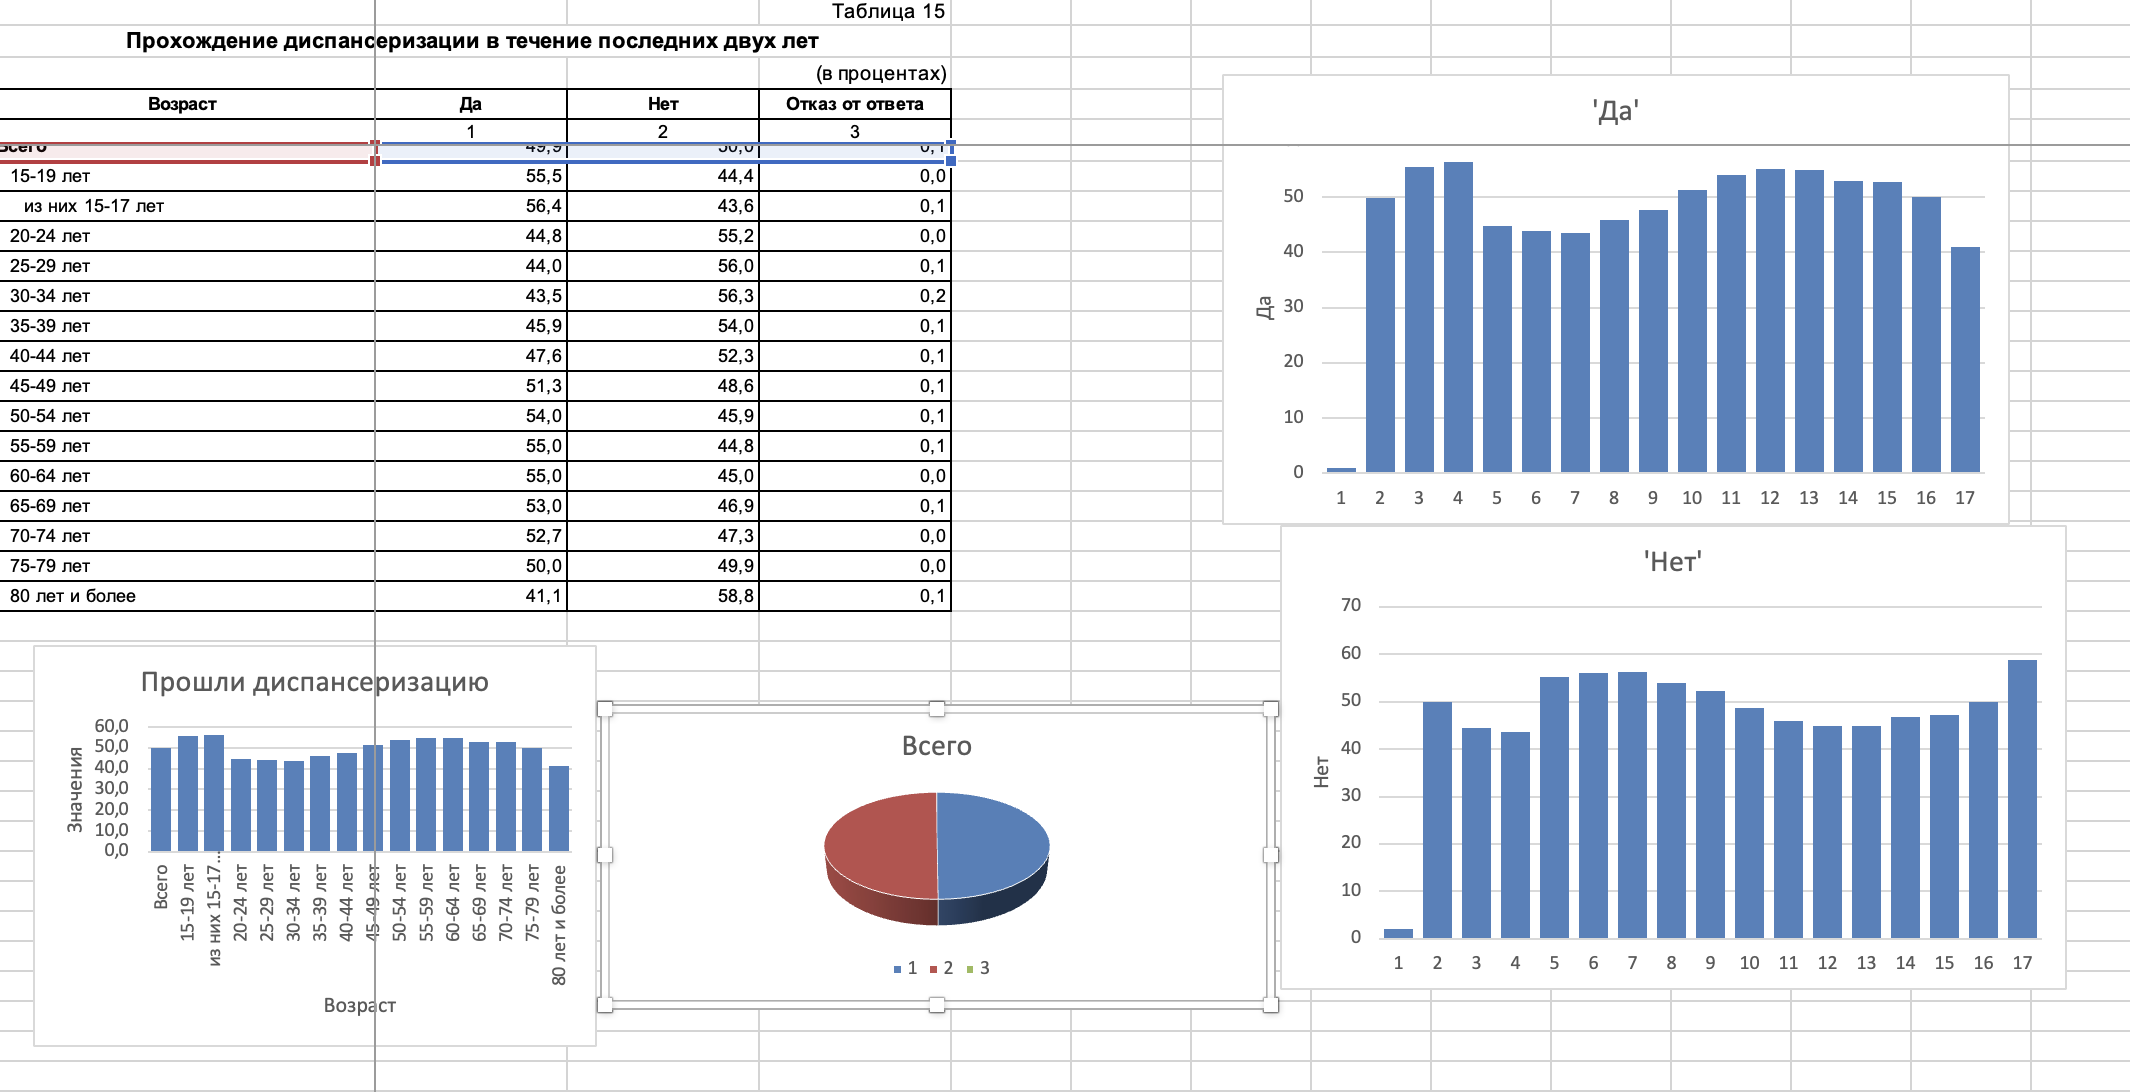 Таблица 15
Прохождение диспансеризации в течение последних двух лет
(в процентах)
Возраст Да Нет Отказ от ответа
1 2 3
Всего 49,9 50,0 0,1
15-19 лет 55,5 44,4 0,0
из них 15-17 лет 56,4 43,6 0,1
20-24 лет 44,8 55,2 0,0
25-29 лет 44,0 56,0 0,1
30-34 лет 43,5 56,3 0,2
35-39 лет 45,9 54,0 0,1
40-44 лет 47,6 52,3 0,1
45-49 лет 51,3 48,6 0,1
50-54 лет 54,0 45,9 0,1
55-59 лет 55,0 44,8 0,1
60-64 лет 55,0 45,0 0,0
65-69 лет 53,0 46,9 0,1
70-74 лет 52,7 47,3 0,0
75-79 лет 50,0 49,9 0,0
80 лет и более 41,1 58,8 0,1
'Да'
Да
50
40
30
20
10
0
1 2 3 4 5 6 7 8 9 10 11 12 13 14 15 16 17
'Нет'
Нет
70
60
50
40
30
20
10
0
1 2 3 4 5 6 7 8 9 10 11 12 13 14 15 16 17
Прошли диспансеризацию
Значения
60,0
50,0
40,0
30,0
20,0
10,0
0,0
Всего
15-19 лет
из них 15-17...
20-24 лет
25-29 лет
30-34 лет
35-39 лет
40-44 лет
45-49 лет
50-54 лет
55-59 лет
60-64 лет
65-69 лет
70-74 лет
75-79 лет
80 лет и более
Возраст
Всего
1 2 3